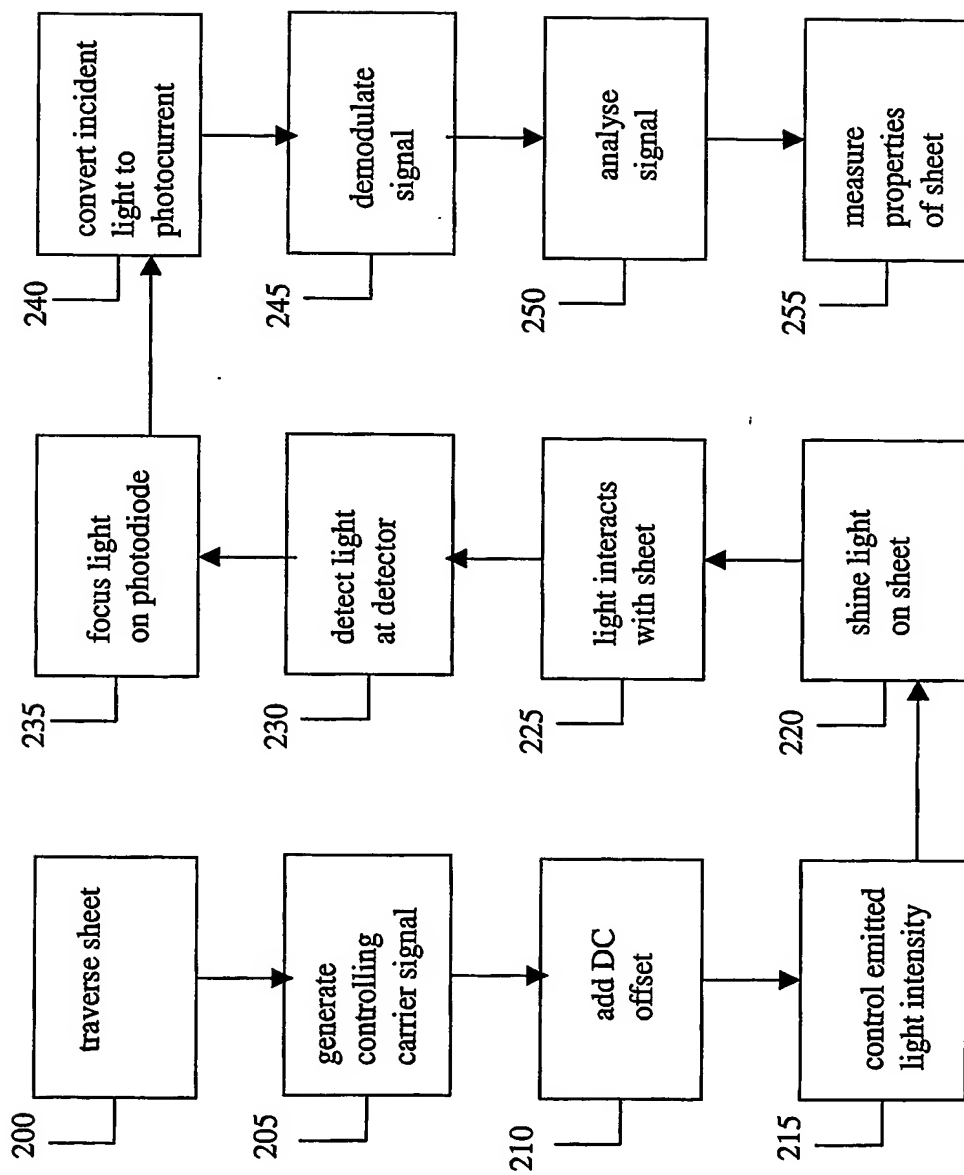 200
traverse sheet
205
generate
controlling
carrier signal
210
add DC
offset
215
control emitted
light intensity
220
shine light
on sheet
225
light interacts
with sheet
230
detect light
at detector
235
focus light
on photodiode
240
convert incident
light to
photocurrent
245
demodulate
signal
250
analyse
signal
255
measure
properties
of sheet